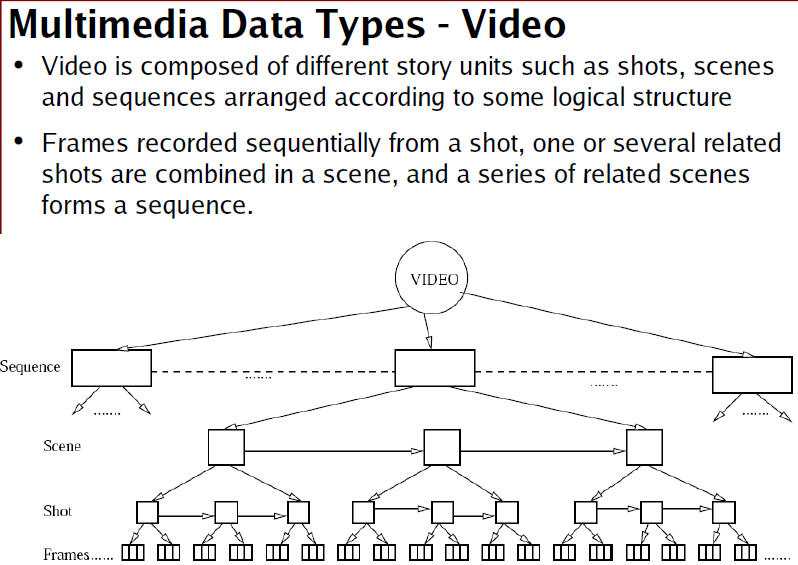 Multimedia Data Types - Video
• Video is composed of different story units such as shots, scenes
and sequences arranged according to some logical structure
• Frames recorded sequentially from a shot, one or several related
shots are combined in a scene, and a series of related scenes
forms a sequence.
VIDEO
Sequence
.......
.......
.......
.......
Scene
Shot
Frames.......
.......